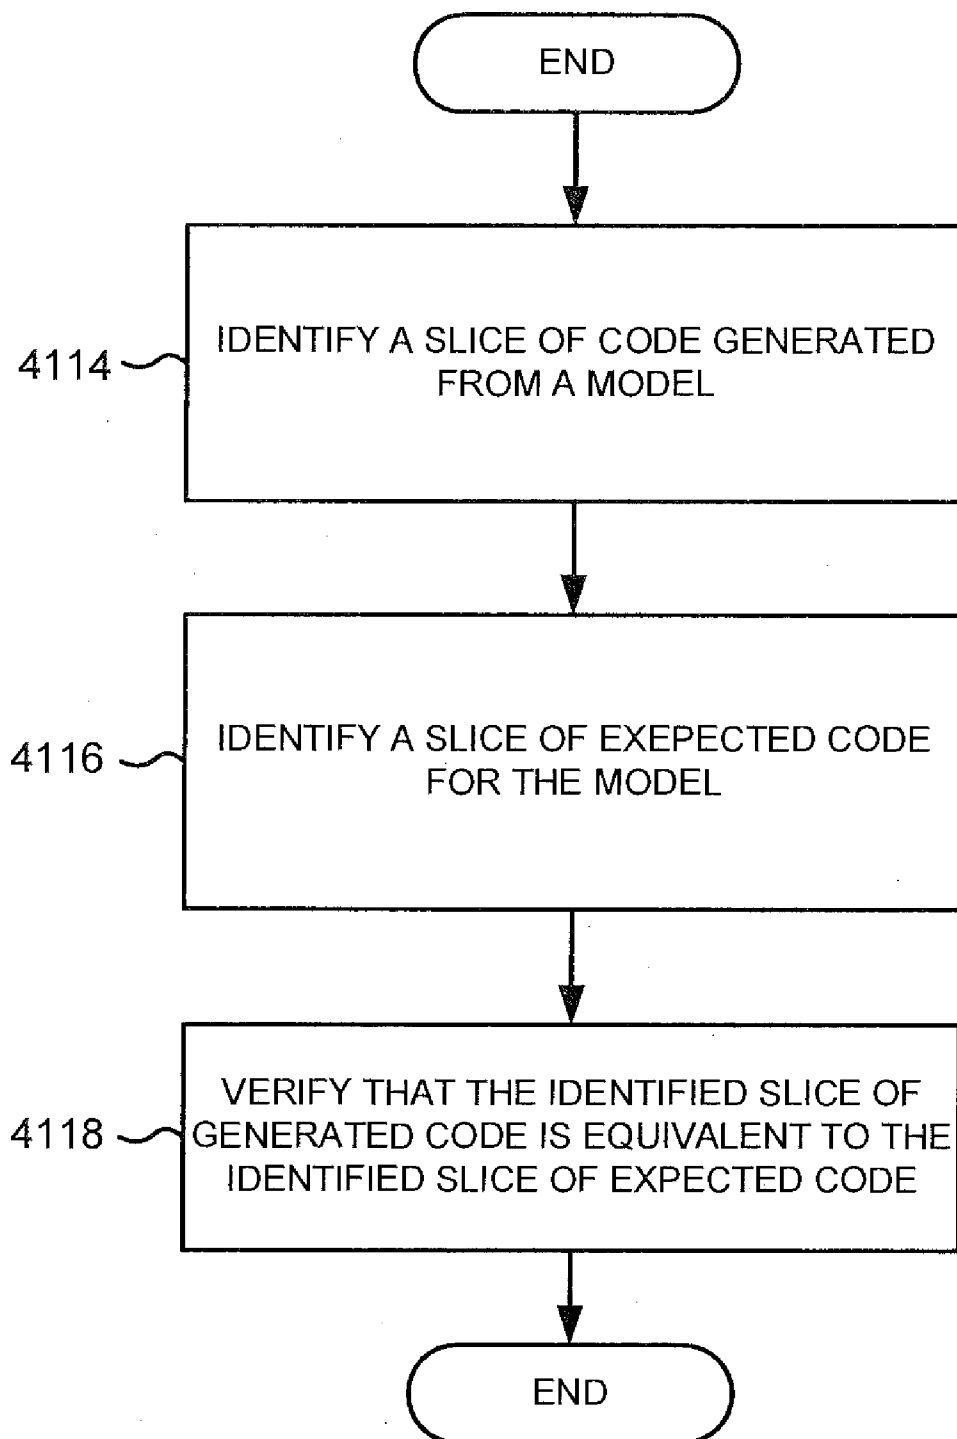 END
IDENTIFY A SLICE OF CODE GENERATED
FROM A MODEL
4114
IDENTIFY A SLICE OF EXEPECTED CODE
FOR THE MODEL
4116
VERIFY THAT THE IDENTIFIED SLICE OF
GENERATED CODE IS EQUIVALENT TO THE
IDENTIFIED SLICE OF EXPECTED CODE
4118
END